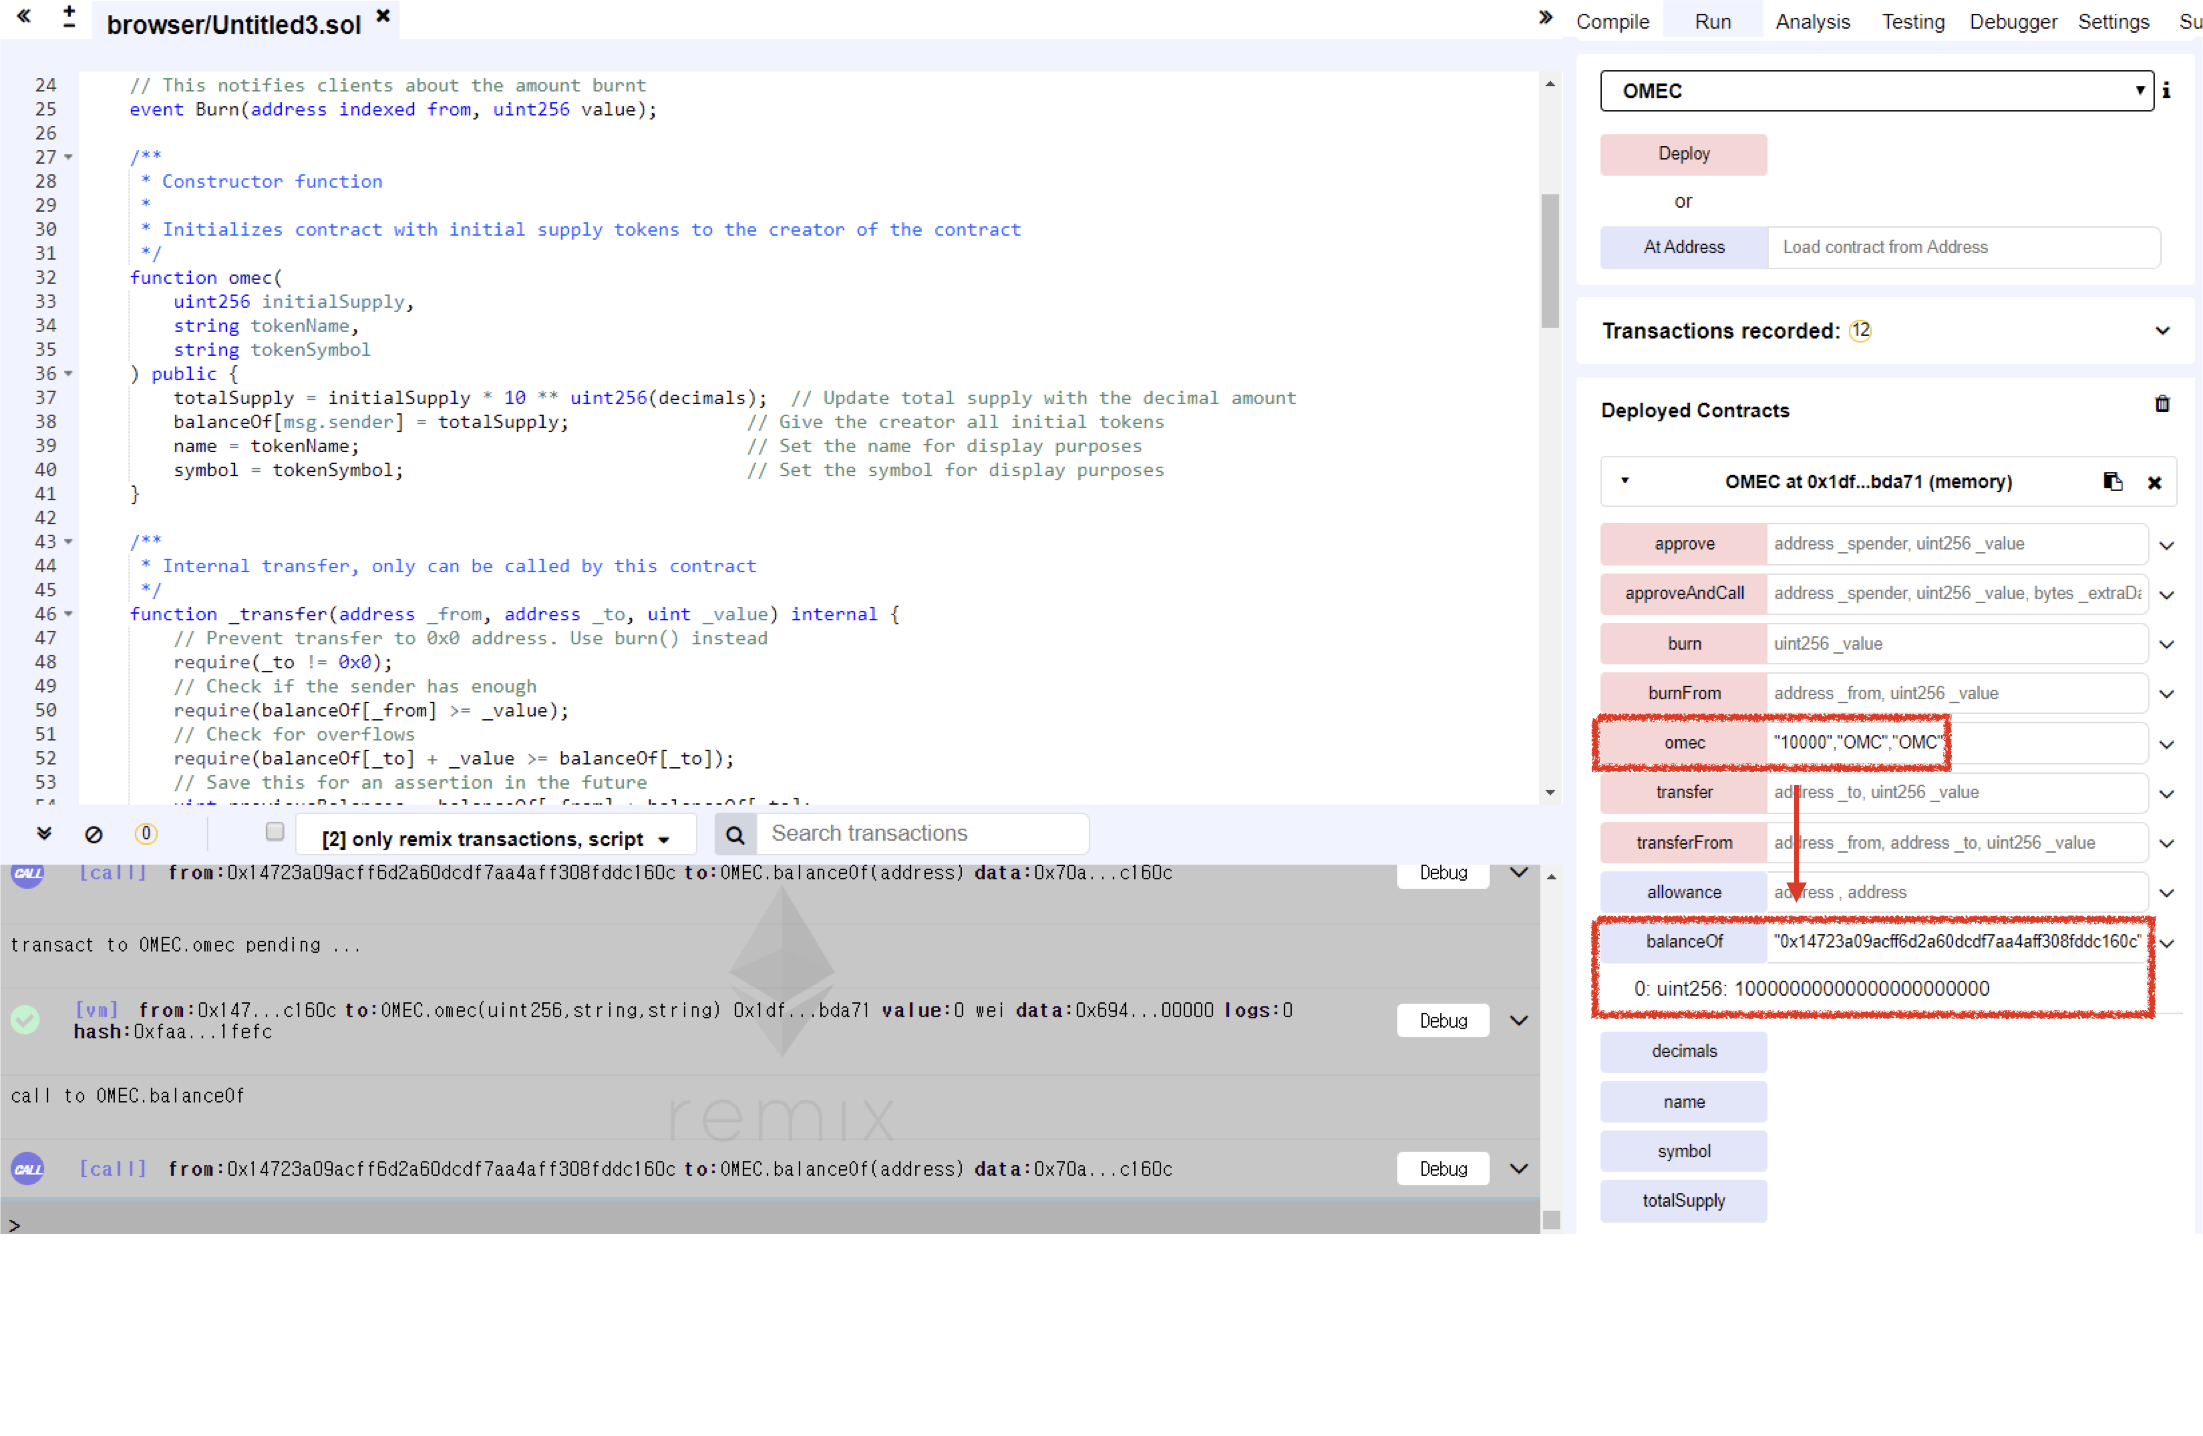 browser/Untitled3.sol
Compile Run Analysis Testing Debugger Settings Su
24 // This notifies clients about the amount burnt
25 event Burn(address indexed from, uint256 value);
26
27 /**
28 * Constructor function
29 *
30 * Initializes contract with initial supply tokens to the creator of the contract
31 */
32 function omec(
33 uint256 initialSupply,
34 string tokenName,
35 string tokenSymbol
36 ) public {
37 totalSupply = initialSupply * 10 ** uint256(decimals); // Update total supply with the decimal amount
38 balanceOf[msg.sender] = totalSupply; // Give the creator all initial tokens
39 name = tokenName; // Set the name for display purposes
40 symbol = tokenSymbol; // Set the symbol for display purposes
41 }
42
43 /**
44 * Internal transfer, only can be called by this contract
45 */
46 function _transfer(address _from, address _to, uint _value) internal {
47 // Prevent transfer to 0x0 address. Use burn() instead
48 require(_to != 0x0);
49 // Check if the sender has enough
50 require(balanceOf[_from] >= _value);
51 // Check for overflows
52 require(balanceOf[_to] + _value >= balanceOf[_to]);
53 // Save this for an assertion in the future
0 [2] only remix transactions, script Search transactions
CALL [call] from:0x14723a09acff6d2a60dcdf7aa4aff308fddc160c to:OMEC.balanceOf(address) data:0x70a...c160c Debug
transact to OMEC.omec pending ...
[vm] from:0x147...c160c to:OMEC.omec(uint256,string,string) 0x1df...bda71 value:0 wei data:0x694...00000 logs:0
hash:0xfaa...1fefc Debug
call to OMEC.balanceOf
remix
CALL [call] from:0x14723a09acff6d2a60dcdf7aa4aff308fddc160c to:OMEC.balanceOf(address) data:0x70a...c160c Debug
>
OMEC
Deploy
or
At Address Load contract from Address
Transactions recorded: 12
Deployed Contracts
OMEC at 0x1df...bda71 (memory)
approve address _spender, uint256 _value
approveAndCall address _spender, uint256 _value, bytes _extraDa
burn uint256 _value
burnFrom address _from, uint256 _value
omec "10000","OMC","OMC"
transfer address _to, uint256 _value
transferFrom address _from, address _to, uint256 _value
allowance address , address
balanceOf "0x14723a09acff6d2a60dcdf7aa4aff308fddc160c"
0: uint256: 10000000000000000000000
decimals
name
symbol
totalSupply